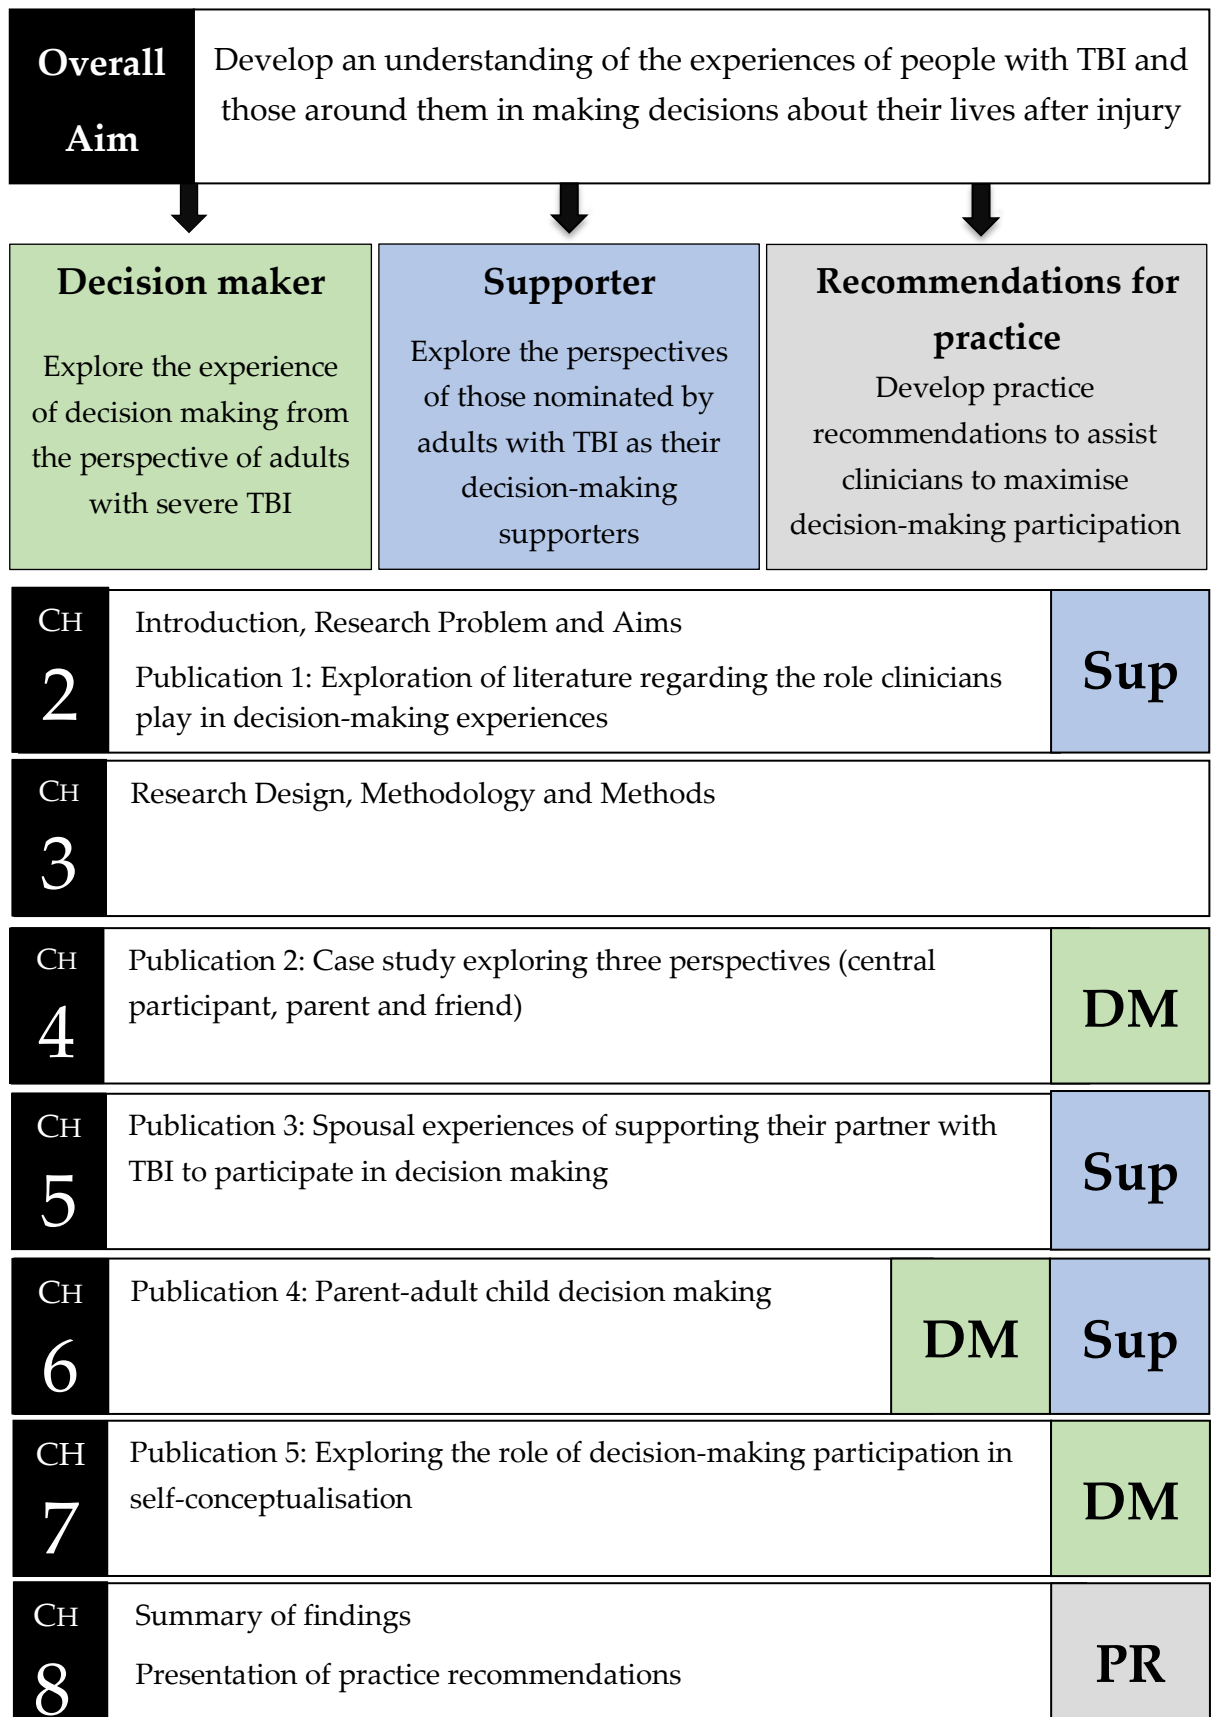 Overall
Aim
Develop an understanding of the experiences of people with TBI and
those around them in making decisions about their lives after injury
Decision maker
Explore the experience
of decision making from
the perspective of adults
with severe TBI
Supporter
Explore the perspectives
of those nominated by
adults with TBI as their
decision-making
supporters
Recommendations for
practice
Develop practice
recommendations to assist
clinicians to maximise
decision-making participation
CH
2
Introduction, Research Problem and Aims
Publication 1: Exploration of literature regarding the role clinicians
play in decision-making experiences
Sup
CH
3
Research Design, Methodology and Methods
CH
4
Publication 2: Case study exploring three perspectives (central
participant, parent and friend)
DM
CH
5
Publication 3: Spousal experiences of supporting their partner with
TBI to participate in decision making
Sup
CH
6
Publication 4: Parent-adult child decision making
DM
Sup
CH
7
Publication 5: Exploring the role of decision-making participation in
self-conceptualisation
DM
CH
8
Summary of findings
Presentation of practice recommendations
PR